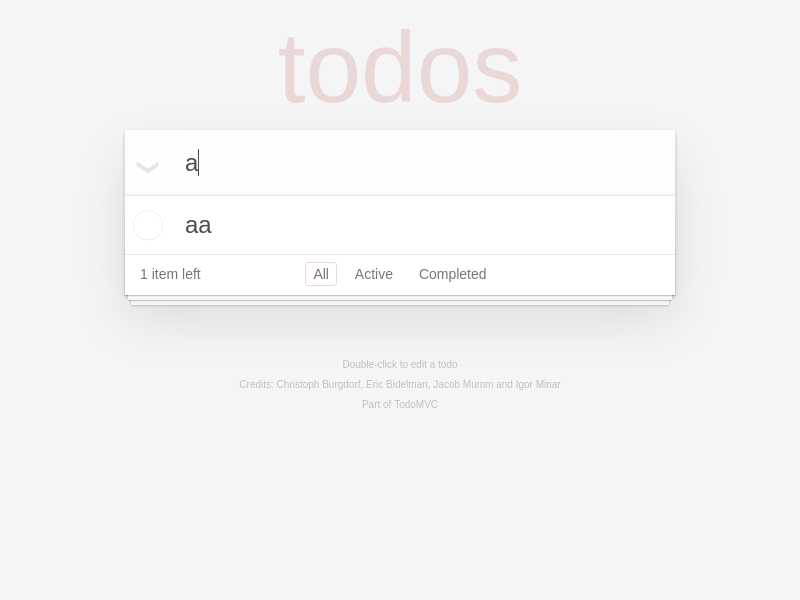 todos
a
aa
1 item left All Active Completed
Double-click to edit a todo
Credits: Christoph Burgdorf, Eric Bidelman, Jacob Mumm and Igor Minar
Part of TodoMVC